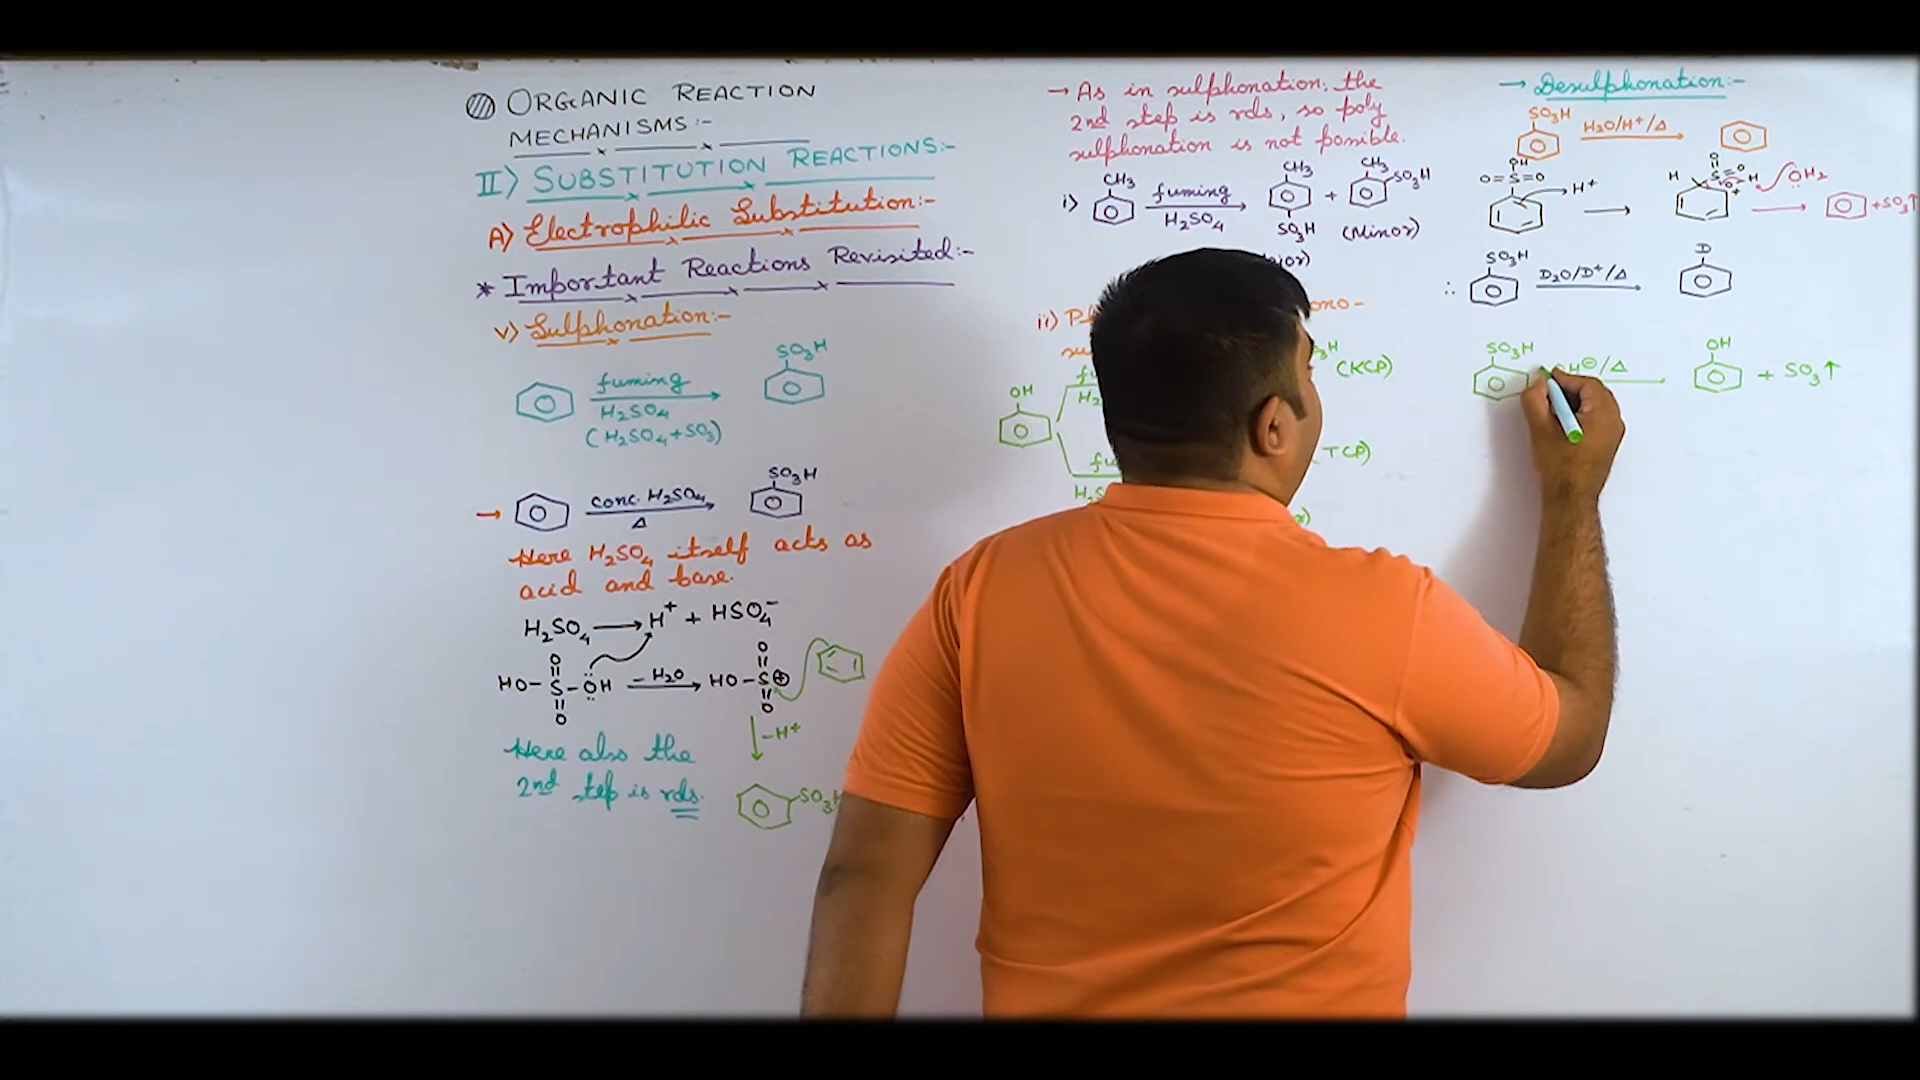 ORGANIC REACTION
MECHANISMS:-
II) SUBSTITUTION REACTIONS:-
A) Electrophilic Substitution:-
* Important Reactions Revisited:-
v) Sulphonation:-
SO3H
fuming
H2SO4
(H2SO4+SO3)
SO3H
→ conc. H2SO4
Δ
Here H2SO4 itself acts as
acid and base.
H2SO4 → H+ + HSO4-
O
HO-S-OH
O
-H2O
O
HO-S⊕
O
-H+
Here also the
2nd step is rds.
SO3H
→ As in sulphonation, the
2nd step is rds, so poly
sulphonation is not possible.
i) CH3
fuming
H2SO4
CH3
SO3H
+
CH3
SO3H
(Minor)
ii)
OH
(KCP)
(TCP)
→ Desulphonation:-
SO3H
H2O/H+/Δ
OH
O=S=O
H+
H
O
S=O
O
H
OH2
+SO3↑
∴ SO3H
D2O/D+/Δ
D
SO3H
OH⊖/Δ
OH
+ SO3↑